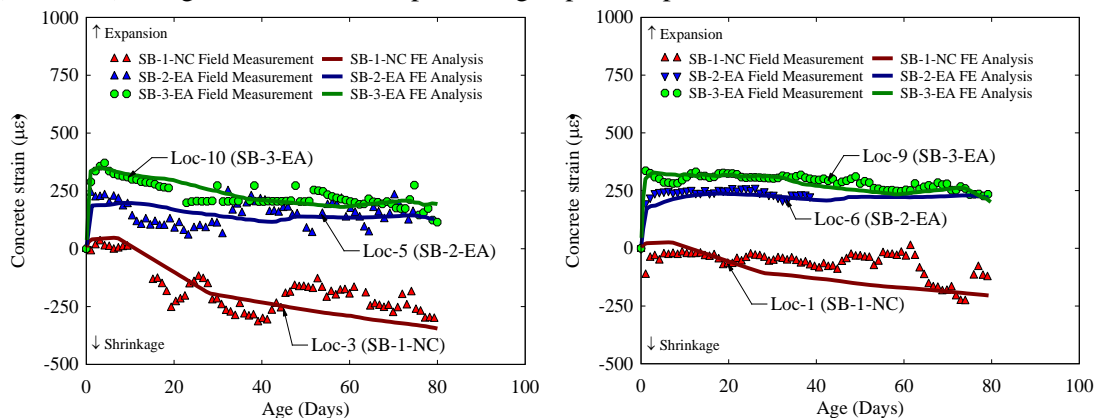 1000
↑ Expansion
SB-1-NC Field Measurement
SB-1-NC FE Analysis
750
SB-2-EA Field Measurement
SB-2-EA FE Analysis
SB-3-EA Field Measurement
SB-3-EA FE Analysis
500
Loc-10 (SB-3-EA)
250
Loc-5 (SB-2-EA)
0
-250
Loc-3 (SB-1-NC)
↓ Shrinkage
-500
0 20 40 60 80 100
Age (Days)
Concrete strain (με)
1000
↑ Expansion
SB-1-NC Field Measurement
SB-1-NC FE Analysis
750
SB-2-EA Field Measurement
SB-2-EA FE Analysis
SB-3-EA Field Measurement
SB-3-EA FE Analysis
500
Loc-9 (SB-3-EA)
250
Loc-6 (SB-2-EA)
0
Loc-1 (SB-1-NC)
-250
↓ Shrinkage
-500
0 20 40 60 80 100
Age (Days)
Concrete strain (με)